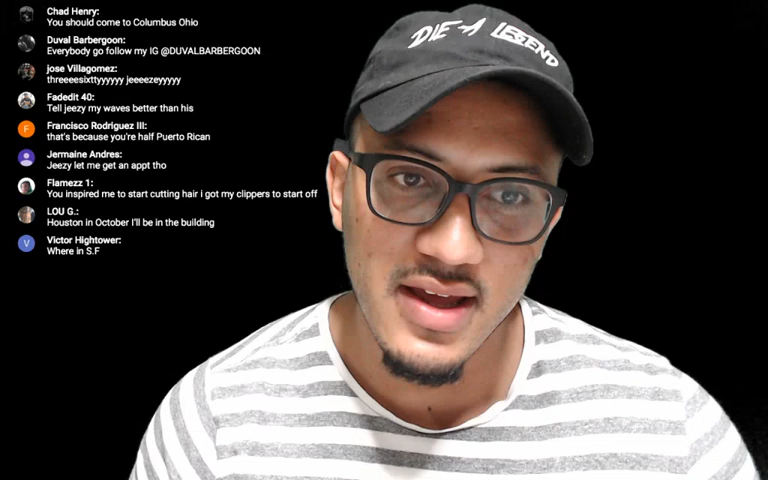 Chad Henry:
You should come to Columbus Ohio
Duval Barbergoon:
Everybody go follow my IG @DUVALBARBERGOON
jose Villagomez:
threeeesixttyyyyyy jeeeezeyyyyy
Fadedit 40:
Tell jeezy my waves better than his
F
Francisco Rodriguez III:
that's because you're half Puerto Rican
Jermaine Andres:
Jeezy let me get an appt tho
Flamezz 1:
You inspired me to start cutting hair i got my clippers to start off
LOU G.:
Houston in October I'll be in the building
V
Victor Hightower:
Where in S.F
DIE A LEGEND